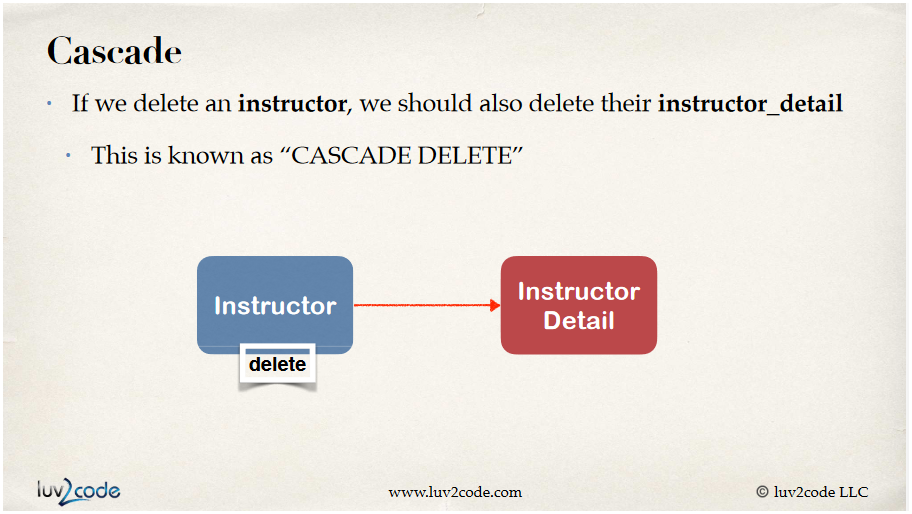 Cascade
• If we delete an instructor, we should also delete their instructor_detail
• This is known as “CASCADE DELETE”
Instructor
delete
Instructor
Detail
luv2code
www.luv2code.com
© luv2code LLC